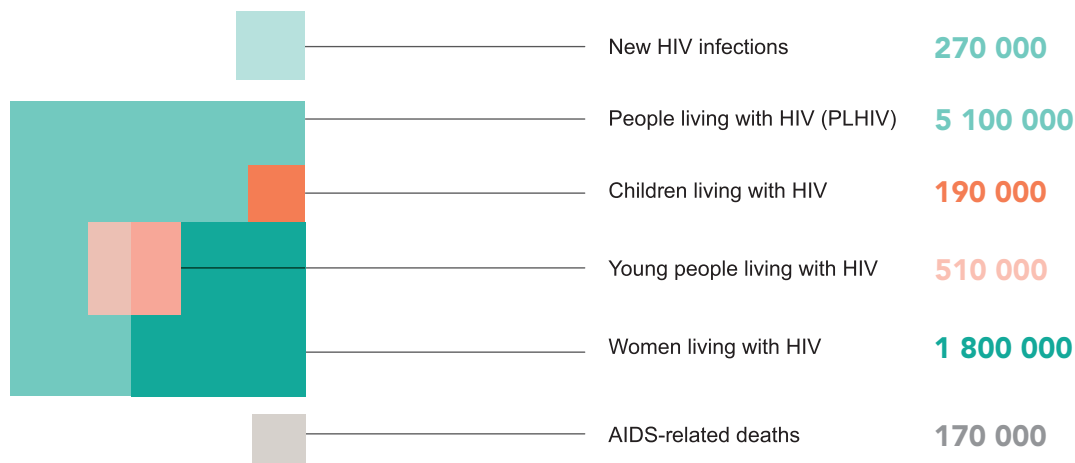 New HIV infections 270 000
People living with HIV (PLHIV) 5 100 000
Children living with HIV 190 000
Young people living with HIV 510 000
Women living with HIV 1 800 000
AIDS-related deaths 170 000